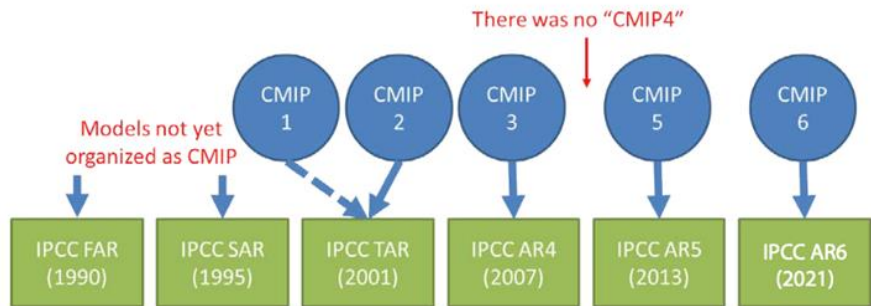 There was no “CMIP4”
CMIP
1
CMIP
2
CMIP
3
CMIP
5
CMIP
6
Models not yet
organized as CMIP
IPCC FAR
(1990)
IPCC SAR
(1995)
IPCC TAR
(2001)
IPCC AR4
(2007)
IPCC AR5
(2013)
IPCC AR6
(2021)